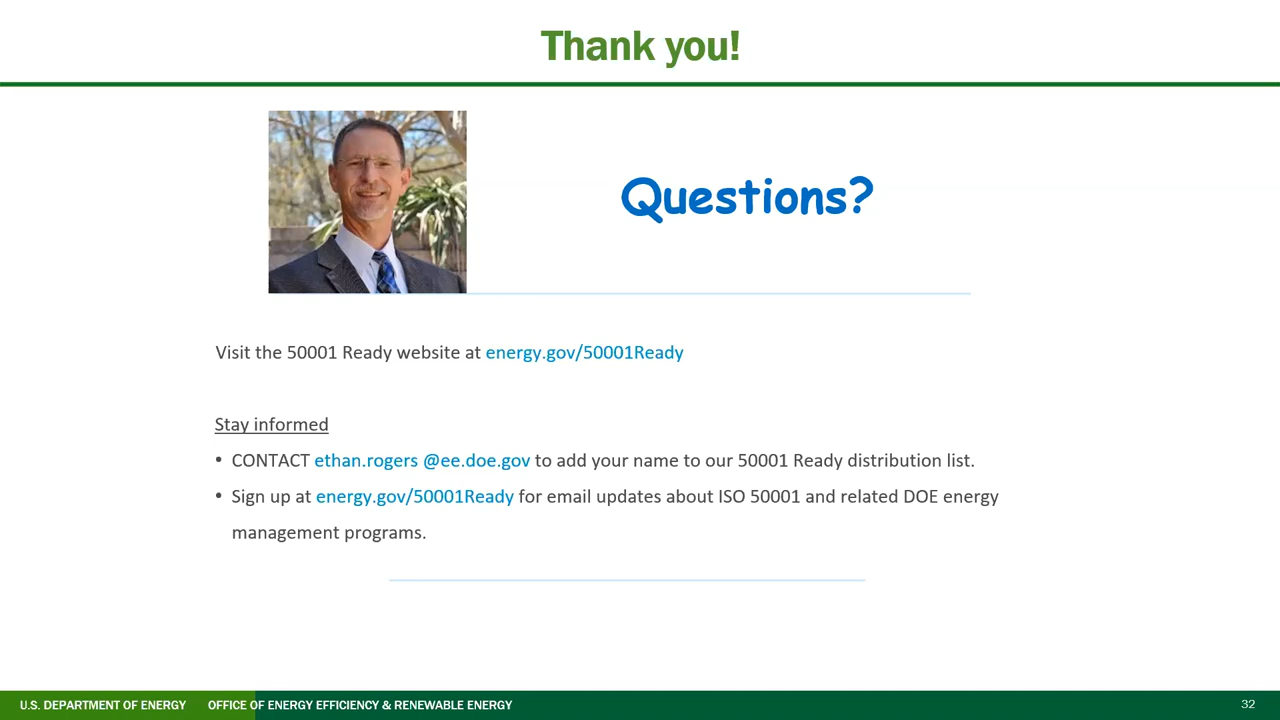 Thank you!
Questions?
Visit the 50001 Ready website at energy.gov/50001Ready
Stay informed
• CONTACT ethan.rogers @ee.doe.gov to add your name to our 50001 Ready distribution list.
• Sign up at energy.gov/50001Ready for email updates about ISO 50001 and related DOE energy
management programs.
U.S. DEPARTMENT OF ENERGY OFFICE OF ENERGY EFFICIENCY & RENEWABLE ENERGY 32